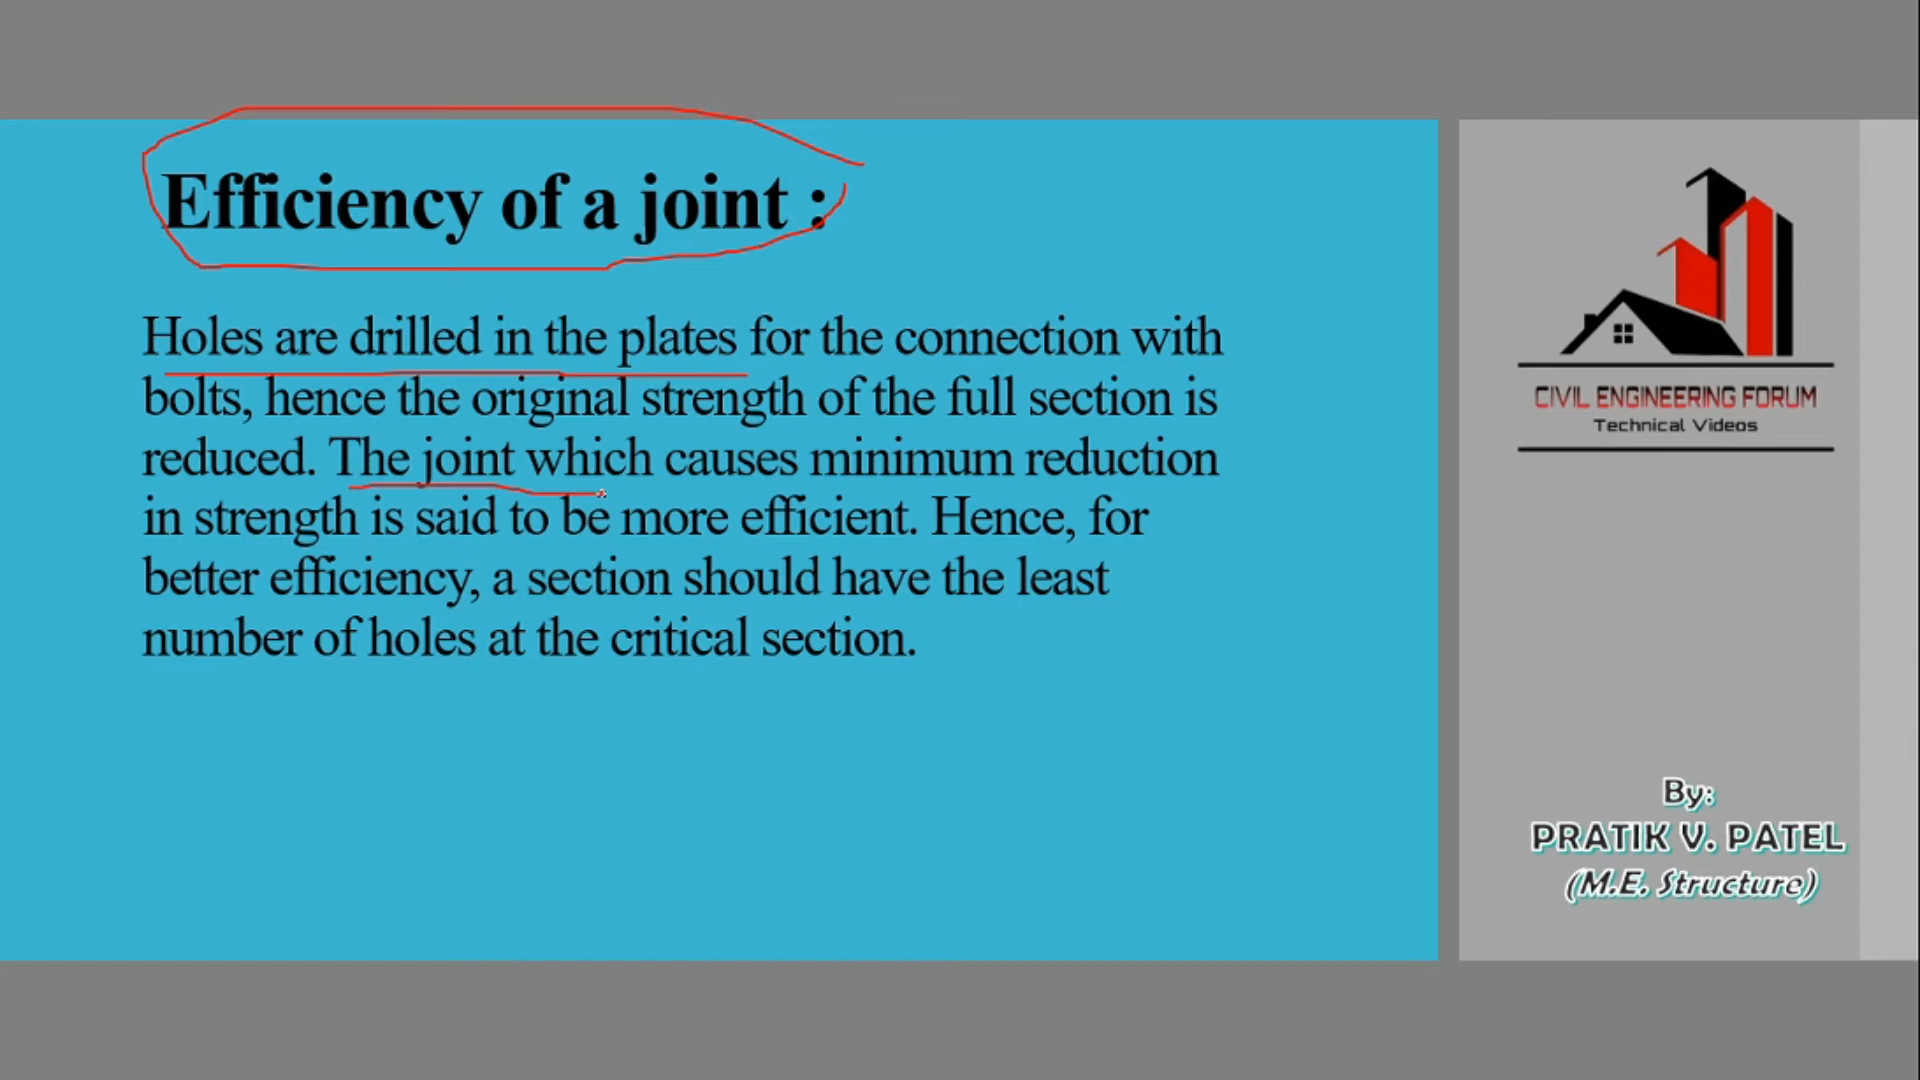 Efficiency of a joint :
Holes are drilled in the plates for the connection with
bolts, hence the original strength of the full section is
reduced. The joint which causes minimum reduction
in strength is said to be more efficient. Hence, for
better efficiency, a section should have the least
number of holes at the critical section.
CIVIL ENGINEERING FORUM
Technical Videos
By:
PRATIK V. PATEL
(M.E. Structure)